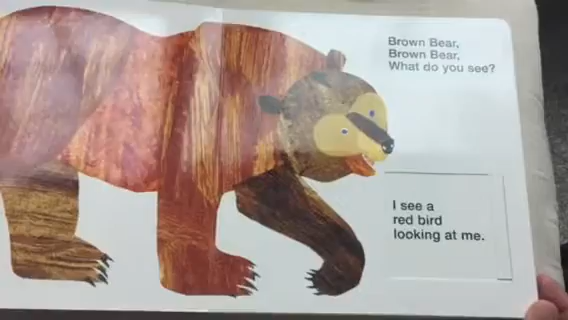 Brown Bear,
Brown Bear,
What do you see?
I see a
red bird
looking at me.